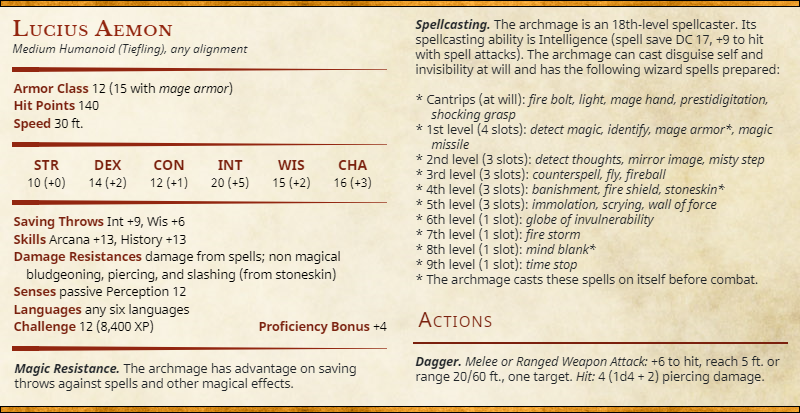 Lucius Aemon
Medium Humanoid (Tiefling), any alignment
Armor Class 12 (15 with mage armor)
Hit Points 140
Speed 30 ft.
STR DEX CON INT WIS CHA
10 (+0) 14 (+2) 12 (+1) 20 (+5) 15 (+2) 16 (+3)
Saving Throws Int +9, Wis +6
Skills Arcana +13, History +13
Damage Resistances damage from spells; non magical
bludgeoning, piercing, and slashing (from stoneskin)
Senses passive Perception 12
Languages any six languages
Challenge 12 (8,400 XP) Proficiency Bonus +4
Magic Resistance. The archmage has advantage on saving
throws against spells and other magical effects.
Spellcasting. The archmage is an 18th-level spellcaster. Its
spellcasting ability is Intelligence (spell save DC 17, +9 to hit
with spell attacks). The archmage can cast disguise self and
invisibility at will and has the following wizard spells prepared:
* Cantrips (at will): fire bolt, light, mage hand, prestidigitation,
shocking grasp
* 1st level (4 slots): detect magic, identify, mage armor*, magic
missile
* 2nd level (3 slots): detect thoughts, mirror image, misty step
* 3rd level (3 slots): counterspell, fly, fireball
* 4th level (3 slots): banishment, fire shield, stoneskin*
* 5th level (3 slots): immolation, scrying, wall of force
* 6th level (1 slot): globe of invulnerability
* 7th level (1 slot): fire storm
* 8th level (1 slot): mind blank*
* 9th level (1 slot): time stop
* The archmage casts these spells on itself before combat.
Actions
Dagger. Melee or Ranged Weapon Attack: +6 to hit, reach 5 ft. or
range 20/60 ft., one target. Hit: 4 (1d4 + 2) piercing damage.